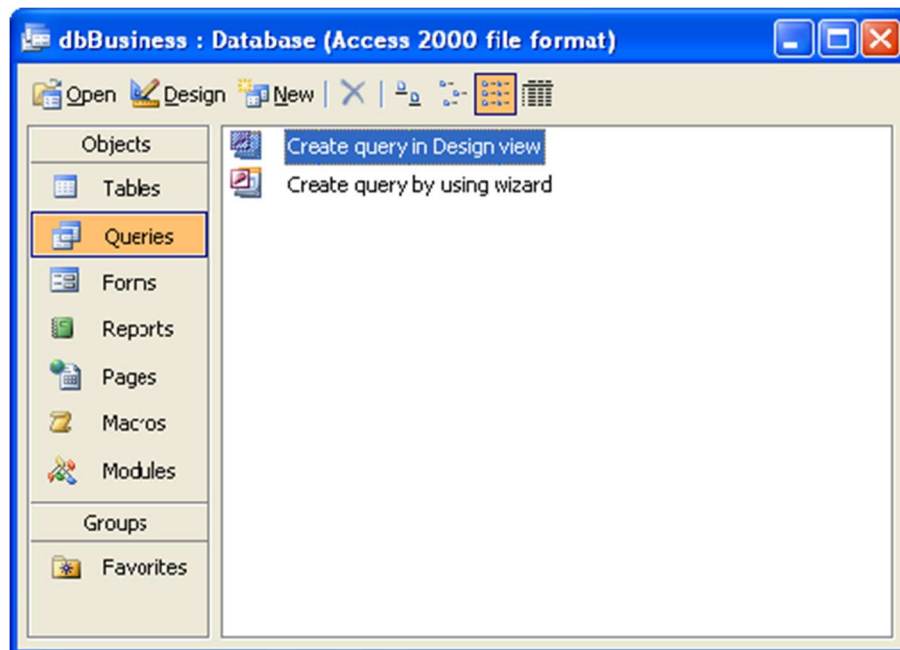 dbBusiness : Database (Access 2000 file format)
Open Design New
Objects
Tables
Queries
Forms
Reports
Pages
Macros
Modules
Groups
Favorites
Create query in Design view
Create query by using wizard